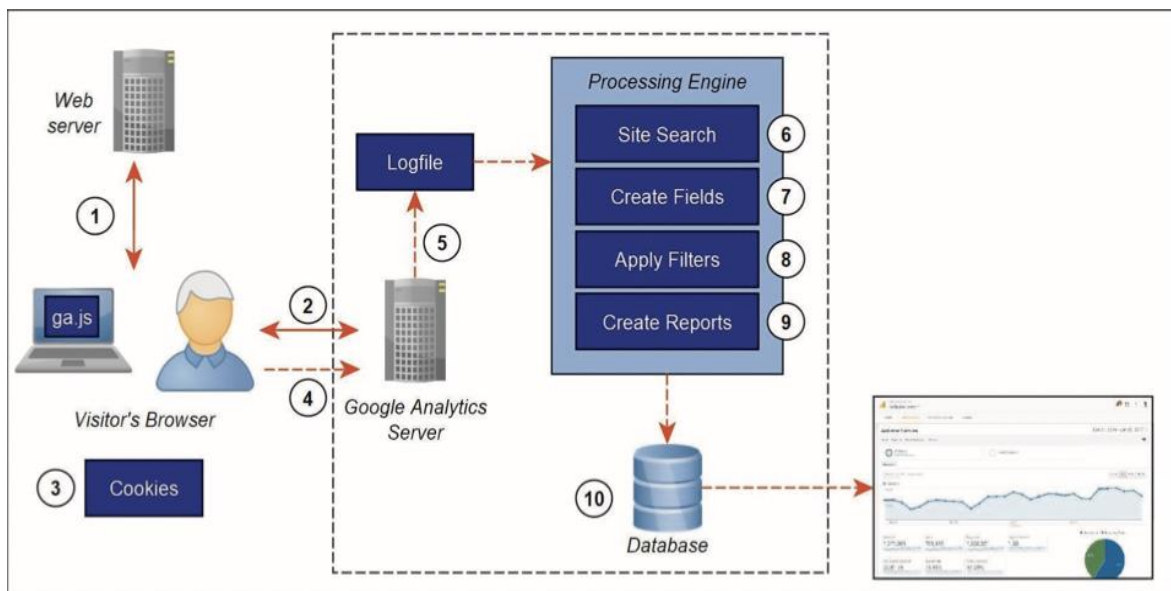 Web
server
1
ga.js
Visitor's Browser
3
Cookies
2
4
Google Analytics
Server
5
Logfile
Processing Engine
Site Search
6
Create Fields
7
Apply Filters
8
Create Reports
9
10
Database